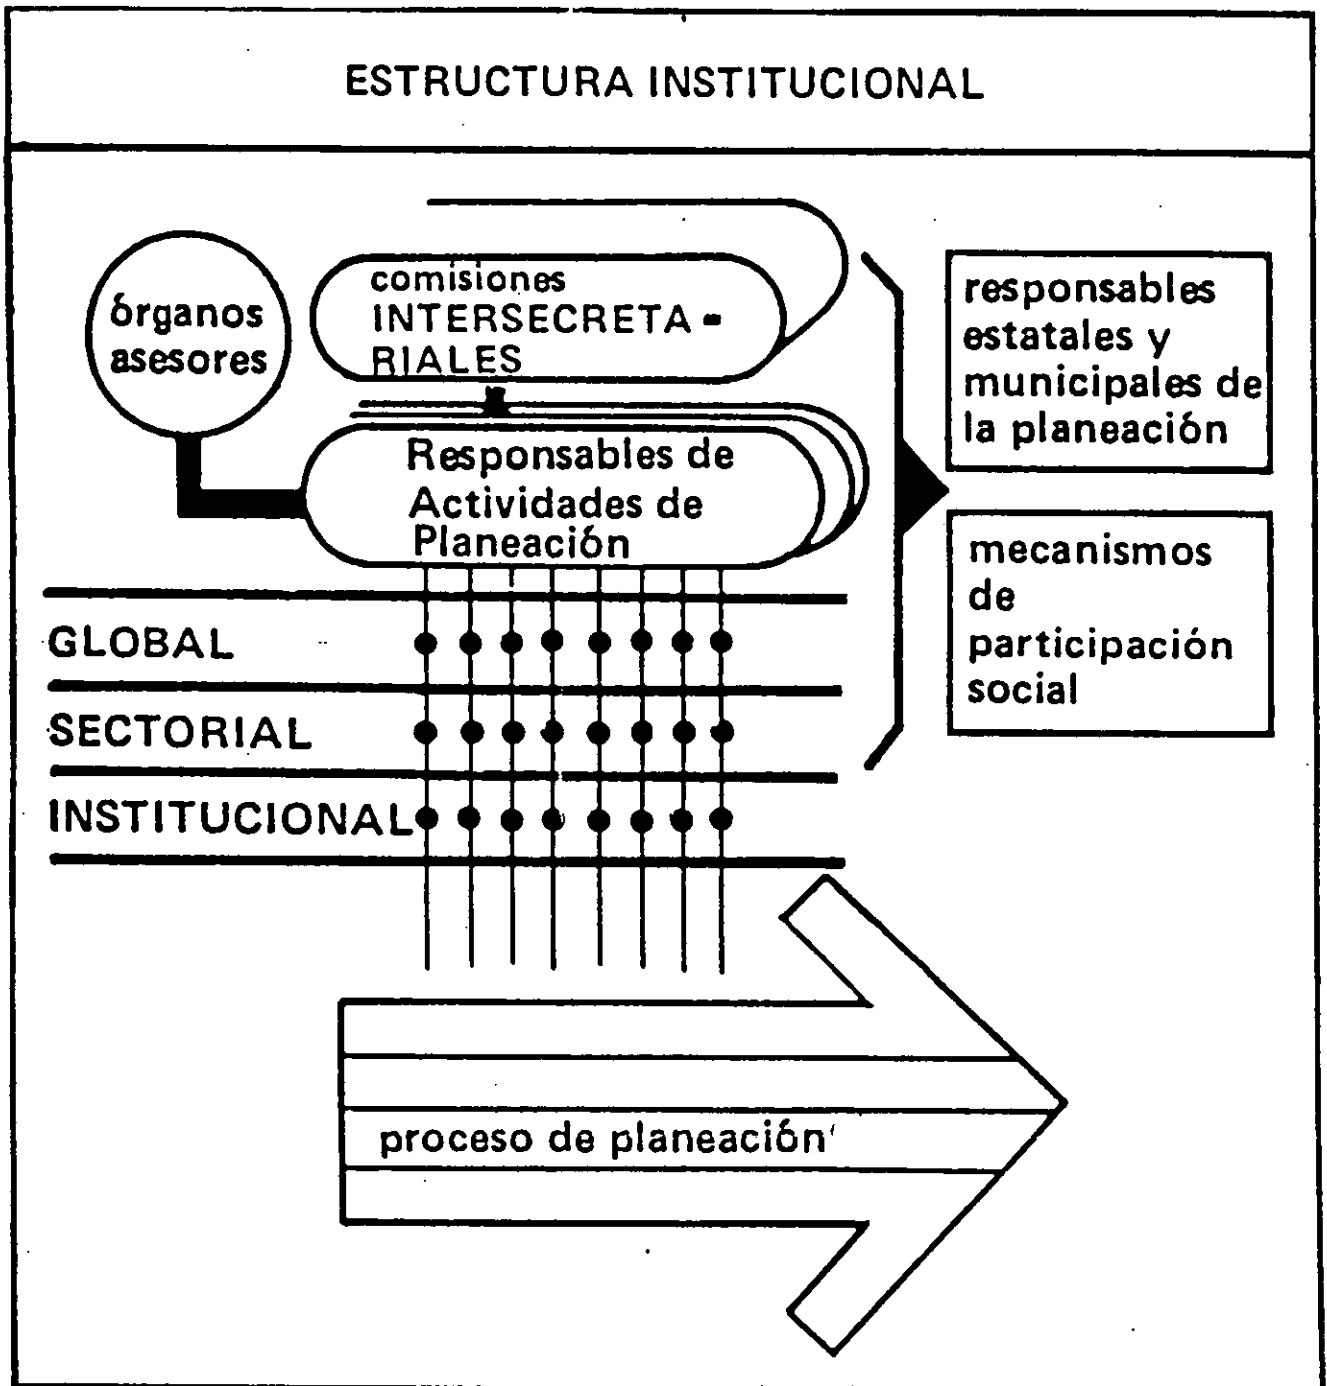 ESTRUCTURA INSTITUCIONAL
órganos
asesores
comisiones
INTERSECRETA-
RIALES
Responsables de
Actividades de
Planeación
responsables
estatales y
municipales de
la planeación
mecanismos
de
participación
social
GLOBAL
SECTORIAL
INSTITUCIONAL
proceso de planeación